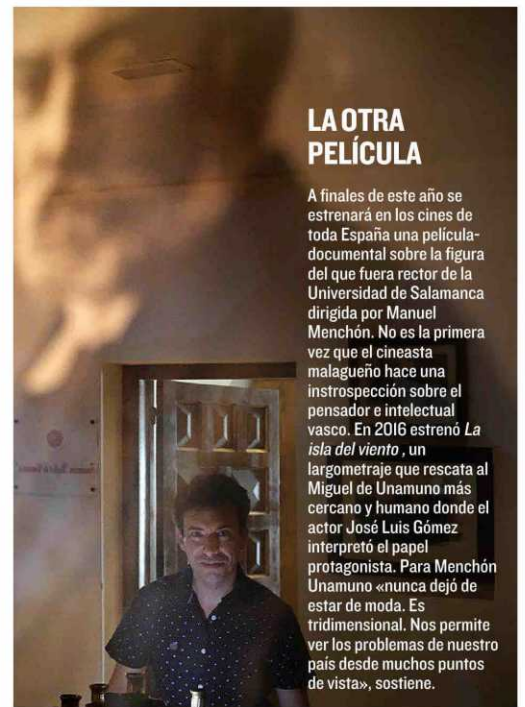 LA OTRA
PELÍCULA
A finales de este año se
estrenará en los cines de
toda España una película-
documental sobre la figura
del que fuera rector de la
Universidad de Salamanca
dirigida por Manuel
Menchón. No es la primera
vez que el cineasta
malagueño hace una
instrospección sobre el
pensador e intelectual
vasco. En 2016 estrenó La
isla del viento , un
largometraje que rescata al
Miguel de Unamuno más
cercano y humano donde el
actor José Luis Gómez
interpretó el papel
protagonista. Para Menchón
Unamuno «nunca dejó de
estar de moda. Es
tridimensional. Nos permite
ver los problemas de nuestro
país desde muchos puntos
de vista», sostiene.